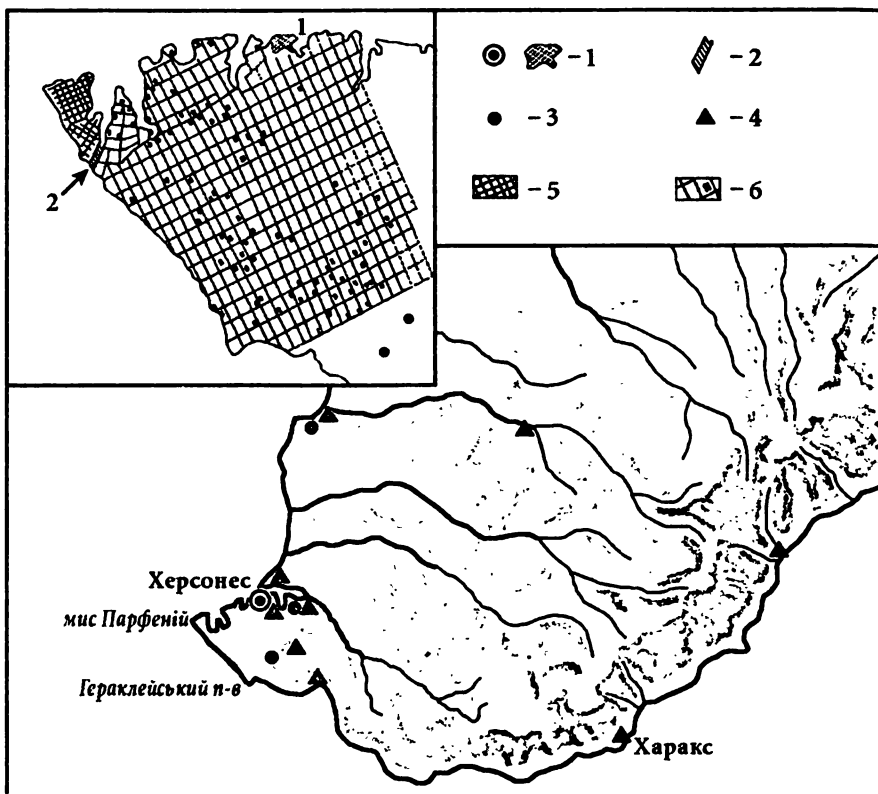 1
2
– 1
– 2
– 3
– 4
– 5
– 6
Херсонес
мис Парфеній
Гераклейський п-в
Харакс